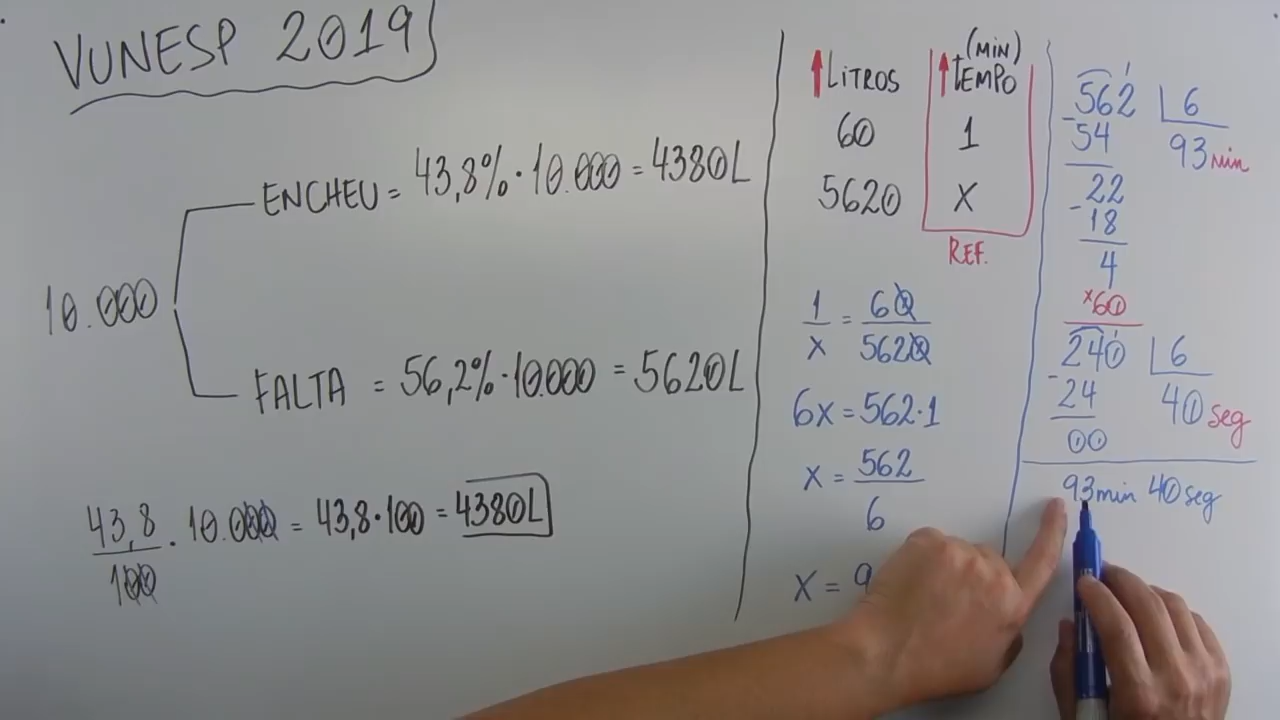 VUNESP 2019
10.000
ENCHEU = 43,8% · 10.000 = 4380L
FALTA = 56,2% · 10.000 = 5620L
43,8
100
· 10.000 = 43,8 · 100 = 4380L
LITROS
(MIN)
TEMPO
60 1
5620 X
REF.
1 = 60
X 5620
6X = 562 · 1
X = 562
6
X = 9
562 6
-54 93 min
22
-18
4
×60
240 6
-24 40 seg
00
93 min 40 seg